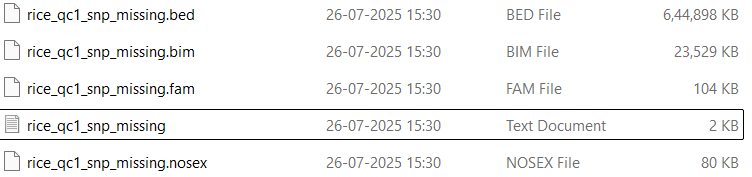 rice_qc1_snp_missing.bed 26-07-2025 15:30 BED File 6,44,898 KB
rice_qc1_snp_missing.bim 26-07-2025 15:30 BIM File 23,529 KB
rice_qc1_snp_missing.fam 26-07-2025 15:30 FAM File 104 KB
rice_qc1_snp_missing 26-07-2025 15:30 Text Document 2 KB
rice_qc1_snp_missing.nosex 26-07-2025 15:30 NOSEX File 80 KB